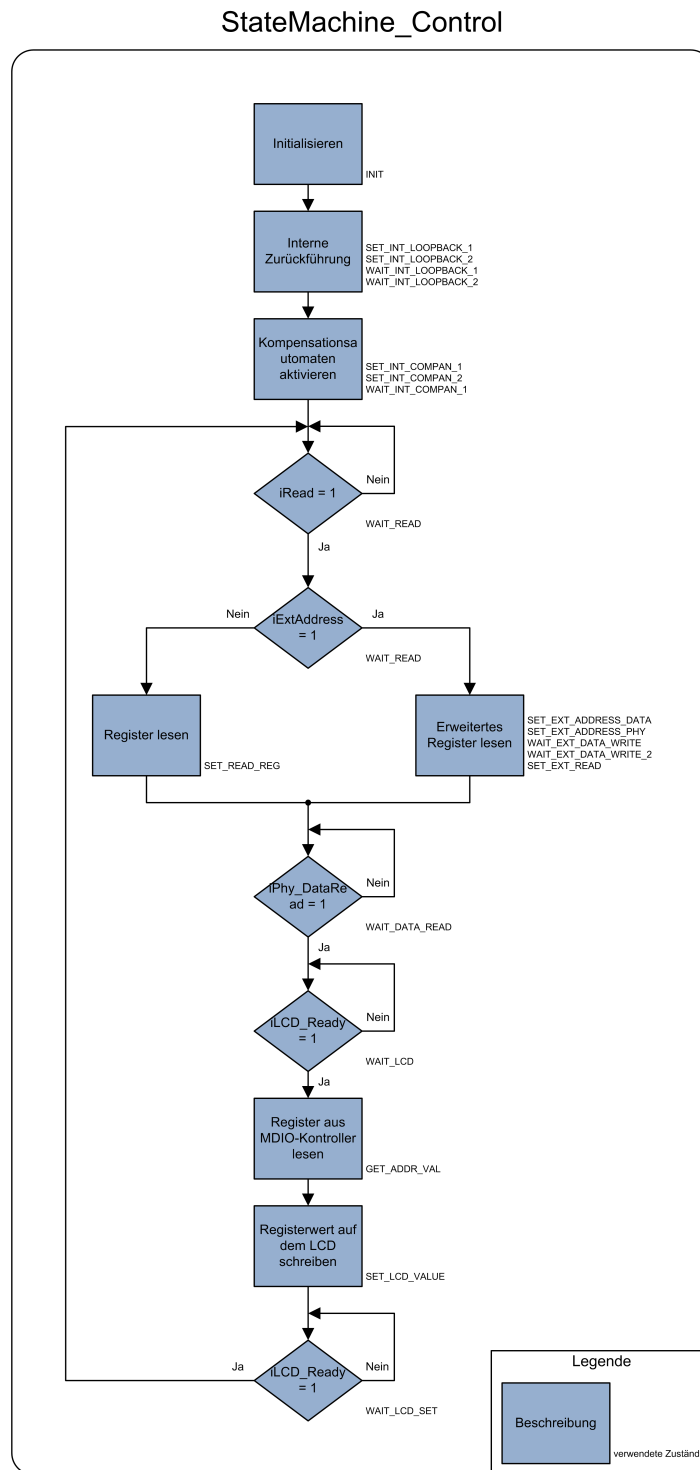 StateMachine_Control
Initialisieren
INIT
Interne
Zurückführung
SET_INT_LOOPBACK_1
SET_INT_LOOPBACK_2
WAIT_INT_LOOPBACK_1
WAIT_INT_LOOPBACK_2
Kompensationsa
utomaten
aktivieren
SET_INT_COMPAN_1
SET_INT_COMPAN_2
WAIT_INT_COMPAN_1
iRead = 1
Nein
WAIT_READ
Ja
iExtAddress
= 1
Nein
Ja
WAIT_READ
Register lesen
SET_READ_REG
Erweitertes
Register lesen
SET_EXT_ADDRESS_DATA
SET_EXT_ADDRESS_PHY
WAIT_EXT_DATA_WRITE
WAIT_EXT_DATA_WRITE_2
SET_EXT_READ
iPhy_DataRe
ad = 1
Nein
WAIT_DATA_READ
Ja
iLCD_Ready
= 1
Nein
WAIT_LCD
Ja
Register aus
MDIO-Kontroller
lesen
GET_ADDR_VAL
Registerwert auf
dem LCD
schreiben
SET_LCD_VALUE
iLCD_Ready
= 1
Ja
Nein
WAIT_LCD_SET
Legende
Beschreibung
verwendete Zuständ